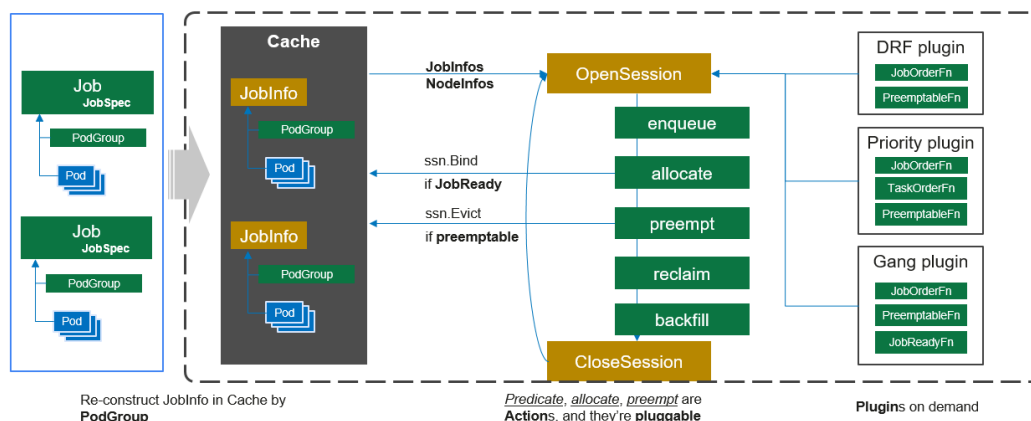 Job
JobSpec
PodGroup
Pod
Job
JobSpec
PodGroup
Pod
Cache
JobInfo
PodGroup
Pod
JobInfo
PodGroup
Pod
JobInfos
NodeInfos
ssn.Bind
if JobReady
ssn.Evict
if preemptable
OpenSession
enqueue
allocate
preempt
reclaim
backfill
CloseSession
DRF plugin
JobOrderFn
PreemptableFn
Priority plugin
JobOrderFn
TaskOrderFn
PreemptableFn
Gang plugin
JobOrderFn
PreemptableFn
JobReadyFn
Re-construct JobInfo in Cache by
PodGroup
Predicate, allocate, preempt are
Actions, and they're pluggable
Plugins on demand